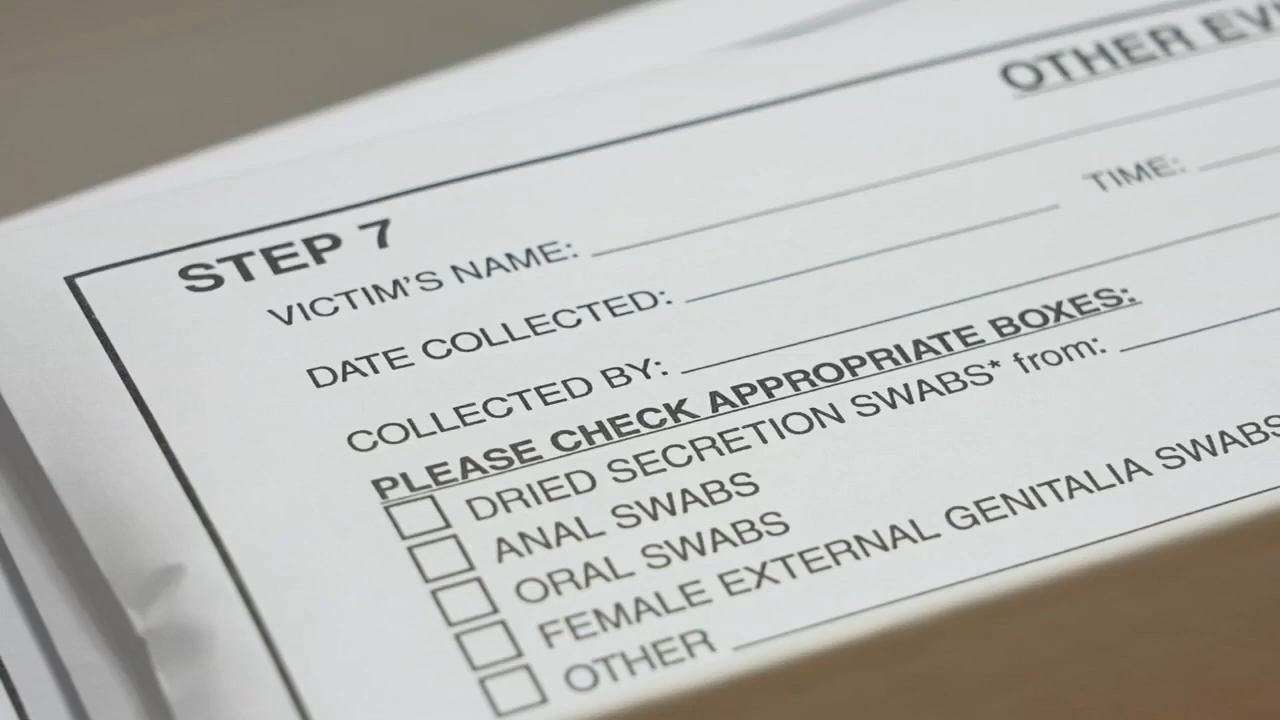 OTHER
STEP 7
VICTIM'S NAME:
DATE COLLECTED: TIME:
COLLECTED BY:
PLEASE CHECK APPROPRIATE BOXES:
DRIED SECRETION SWABS* from:
ANAL SWABS
ORAL SWABS
FEMALE EXTERNAL GENITALIA SWABS
OTHER